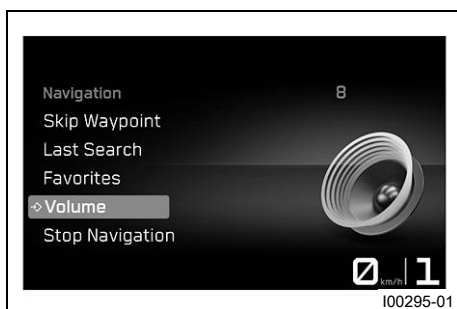 Navigation 8
Skip Waypoint
Last Search
Favorites
Volume
Stop Navigation
0 km/h 1
I00295-01